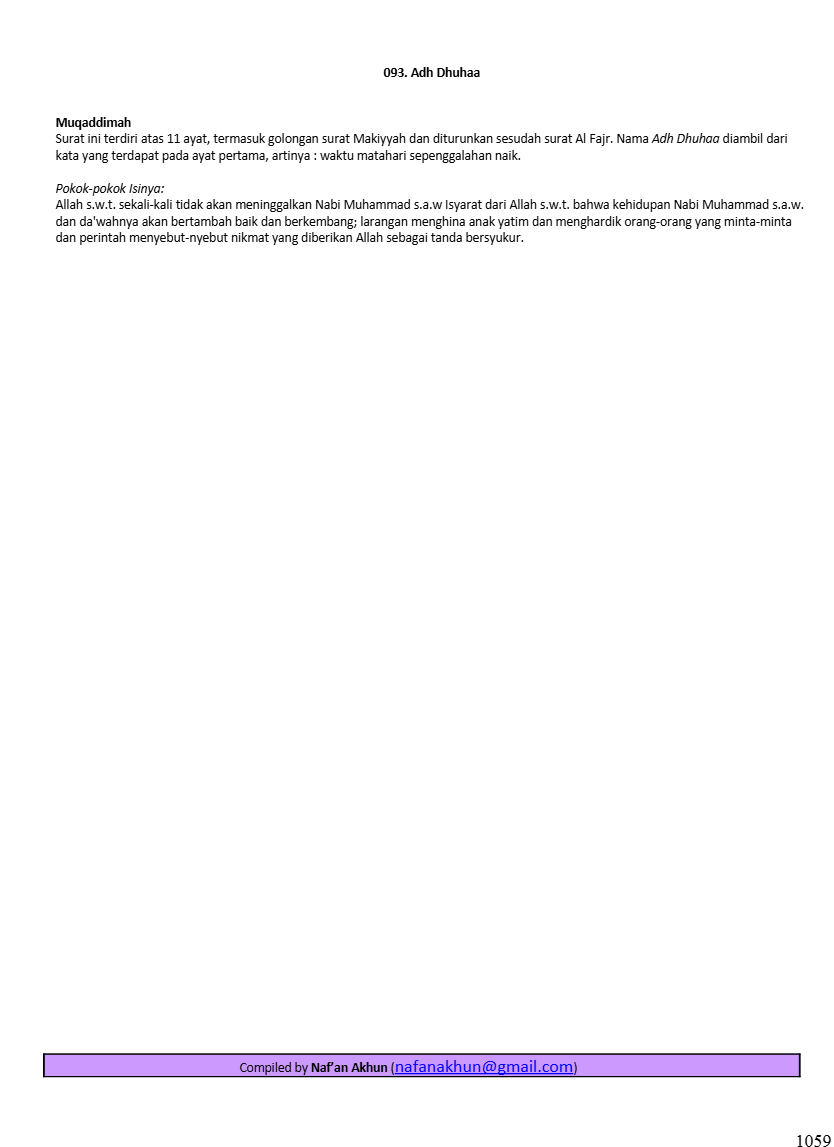 093. Adh Dhuhaa
Muqaddimah
Surat ini terdiri atas 11 ayat, termasuk golongan surat Makiyyah dan diturunkan sesudah surat Al Fajr. Nama Adh Dhuhaa diambil dari
kata yang terdapat pada ayat pertama, artinya : waktu matahari sepenggalahan naik.
Pokok-pokok Isinya:
Allah s.w.t. sekali-kali tidak akan meninggalkan Nabi Muhammad s.a.w Isyarat dari Allah s.w.t. bahwa kehidupan Nabi Muhammad s.a.w.
dan da'wahnya akan bertambah baik dan berkembang; larangan menghina anak yatim dan menghardik orang-orang yang minta-minta
dan perintah menyebut-nyebut nikmat yang diberikan Allah sebagai tanda bersyukur.
Compiled by Naf’an Akhun (nafanakhun@gmail.com)
1059